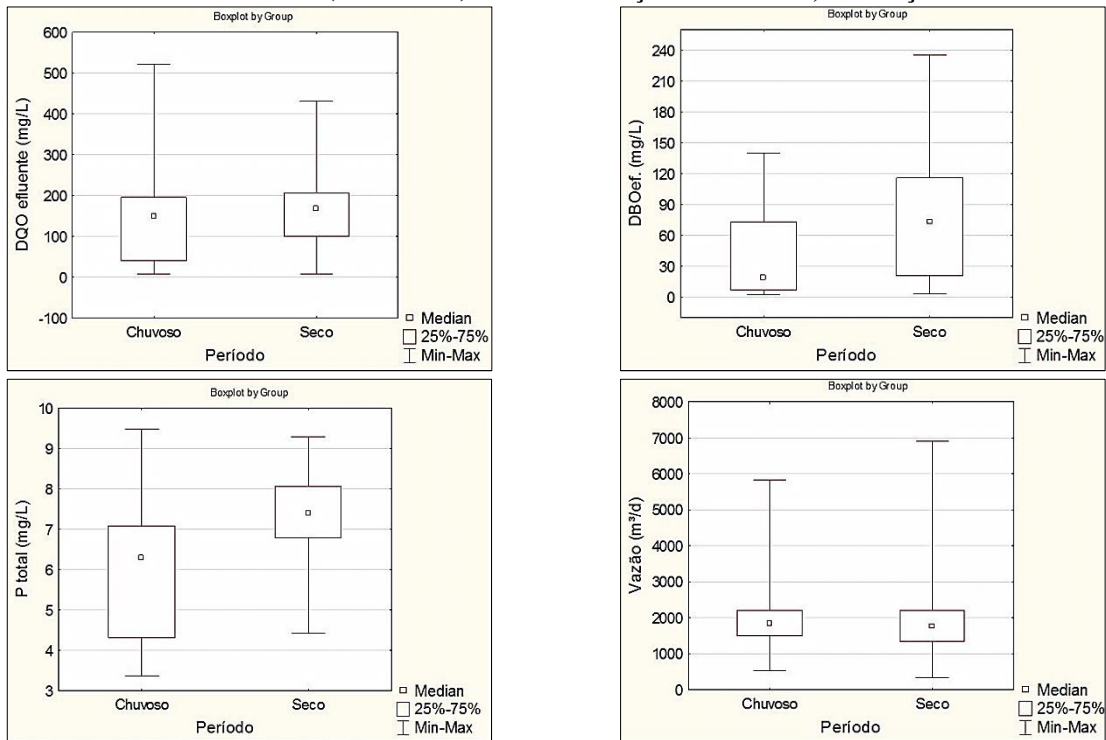 Boxplot by Group
600
500
400
300
200
100
0
-100
DQO efluente (mg/L)
Chuvoso
Seco
Período
Median
25%-75%
Min-Max
Boxplot by Group
240
210
180
150
120
90
60
30
0
DBOef. (mg/L)
Chuvoso
Seco
Período
Median
25%-75%
Min-Max
Boxplot by Group
10
9
8
7
6
5
4
3
P total (mg/L)
Chuvoso
Seco
Período
Median
25%-75%
Min-Max
Boxplot by Group
8000
7000
6000
5000
4000
3000
2000
1000
0
Vazão (m³/d)
Chuvoso
Seco
Período
Median
25%-75%
Min-Max